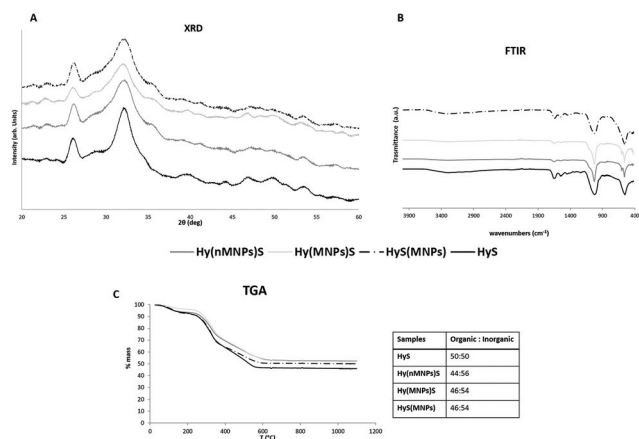 A
XRD
Intensity (arb. Units)
20 25 30 35 40 45 50 55 60
2θ (deg)
B
FTIR
Trasmittance (a.u.)
3900 3400 2900 2400 1900 1400 900 400
wavenumbers (cm⁻¹)
Hy(nMNPs)S Hy(MNPs)S HyS(MNPs) HyS
C
TGA
% mass
100
90
80
70
60
50
40
30
20
10
0
0 200 400 600 800 1000 1200
T (°C)
Samples Organic : Inorganic
HyS 50:50
Hy(nMNPs)S 44:56
Hy(MNPs)S 46:54
HyS(MNPs) 46:54